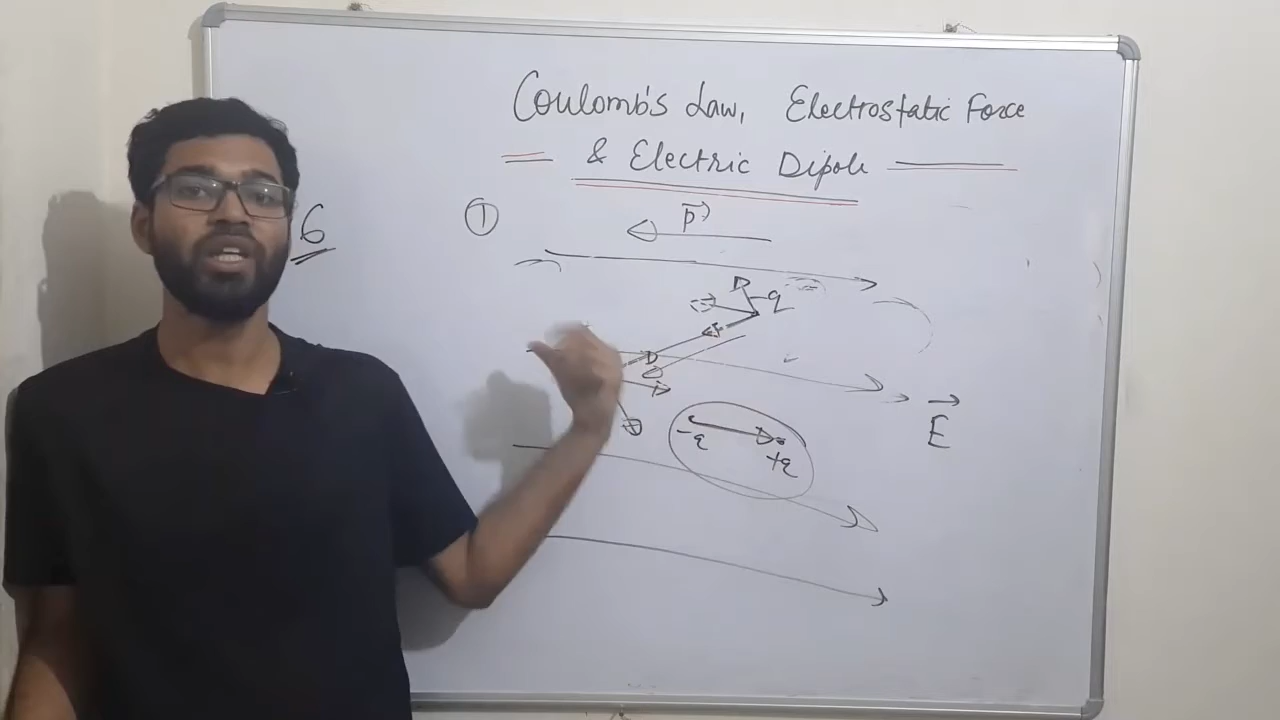 Coulomb's Law, Electrostatic Force
& Electric Dipole
6
①
p
q
E
-q
+q